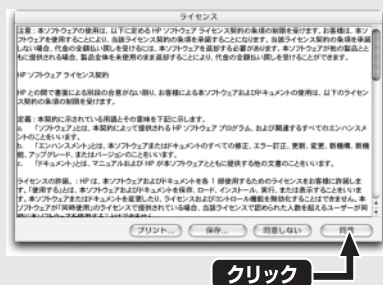 ライセンス
注意：本ソフトウェアの使用は、以下に定める HP ソフトウェア ライセンス契約の条項の制限を受けます。お客様は、本ソ
フトウェアを使用することにより、当該ライセンス契約の条項を承諾することになります。当該ライセンス契約の条項を承諾
しない場合、代金の全額払い戻しを受けるには、本ソフトウェアを返却する必要があります。本ソフトウェアが他の製品とと
もに提供される場合、製品全体を未使用のまま返却することにより、代金の全額払い戻しを受けることができます。
HP ソフトウェア ライセンス契約
HP との間で書面による別段の合意がない限り、お客様による本ソフトウェアおよびドキュメントの使用は、以下のライセン
ス契約の条項の制限を受けます。
定義：本契約に示されている用語とその意味を下記に示します。
a. 「ソフトウェア」とは、本契約によって提供される HP ソフトウェア プログラム、および関連するすべてのエンハンスメ
ントのことをいいます。
b. 「エンハンスメント」とは、本ソフトウェアまたはドキュメントのすべての修正、エラー訂正、更新、変更、新機構、新機
能、アップグレード、またはバージョンのことをいいます。
c. 「ドキュメント」とは、マニュアルおよび HP が本ソフトウェアとともに提供する他の文書のことをいいます。
ライセンスの許諾。：HP は、本ソフトウェアおよびドキュメントを各 1 部使用するためのライセンスをお客様に許諾しま
す。「使用する」とは、本ソフトウェアおよびドキュメントを保存、ロード、インストール、実行、または表示することをいいま
す。本ソフトウェアまたはドキュメントを変更したり、ライセンスおよびコントロール機能を無効化することはできません。本ソ
フトウェアが「同時使用」のライセンスで提供されている場合、当該ライセンスで認められた人数を超えるユーザーが同
プリント... 保存... 同意しない 同意
クリック